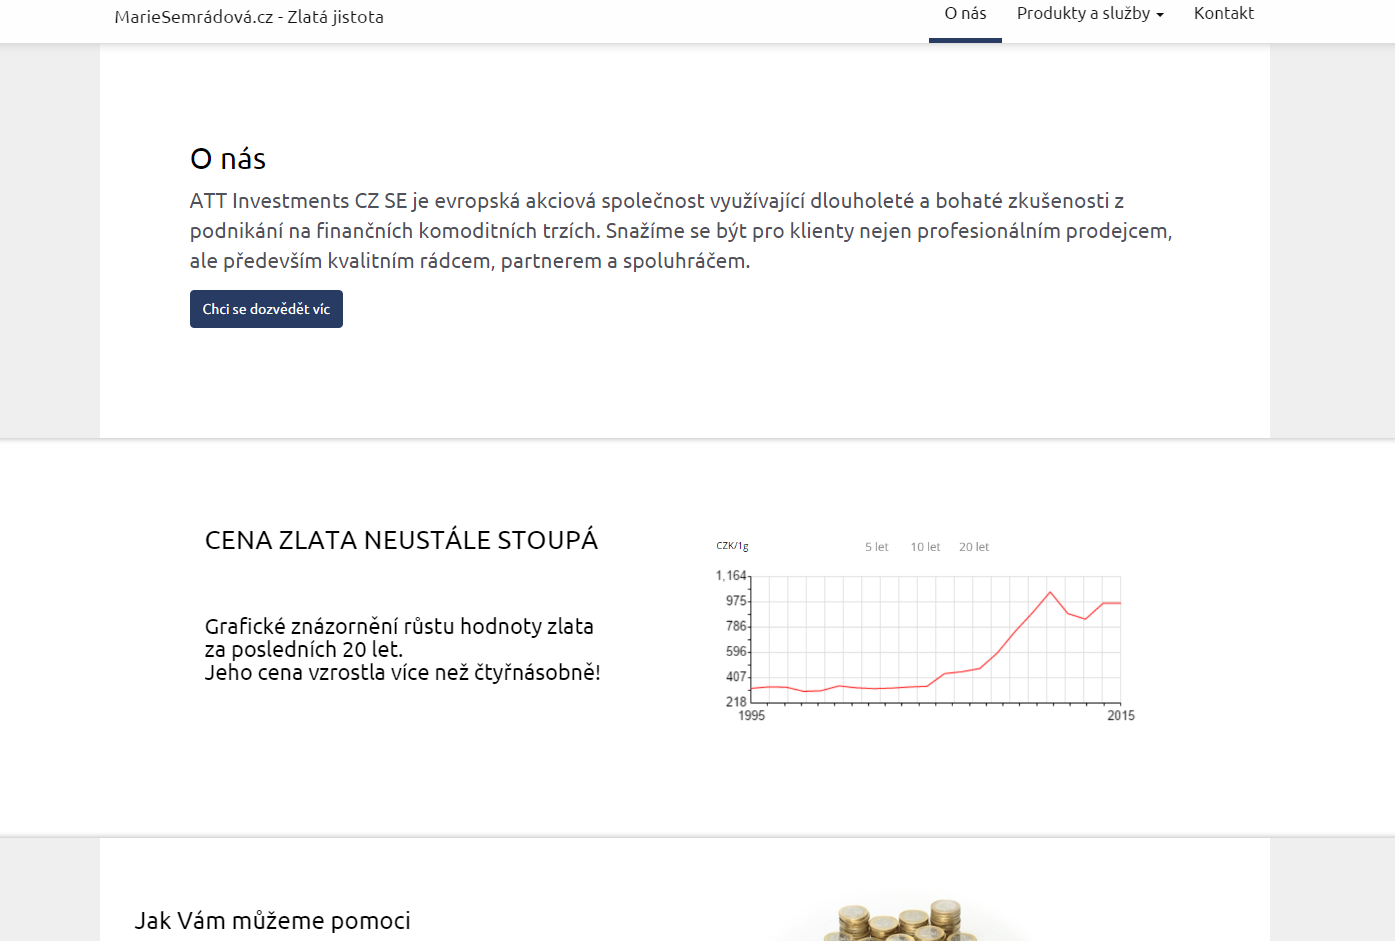 MarieSemrádová.cz - Zlatá jistota
O nás Produkty a služby Kontakt
O nás
ATT Investments CZ SE je evropská akciová společnost využívající dlouholeté a bohaté zkušenosti z
podnikání na finančních komoditních trzích. Snažíme se být pro klienty nejen profesionálním prodejcem,
ale především kvalitním rádcem, partnerem a spoluhráčem.
Chci se dozvědět víc
CENA ZLATA NEUSTÁLE STOUPÁ
Grafické znázornění růstu hodnoty zlata
za posledních 20 let.
Jeho cena vzrostla více než čtyřnásobně!
CZK/1g
5 let 10 let 20 let
1,164
975
786
596
407
218
1995 2015
Jak Vám můžeme pomoci